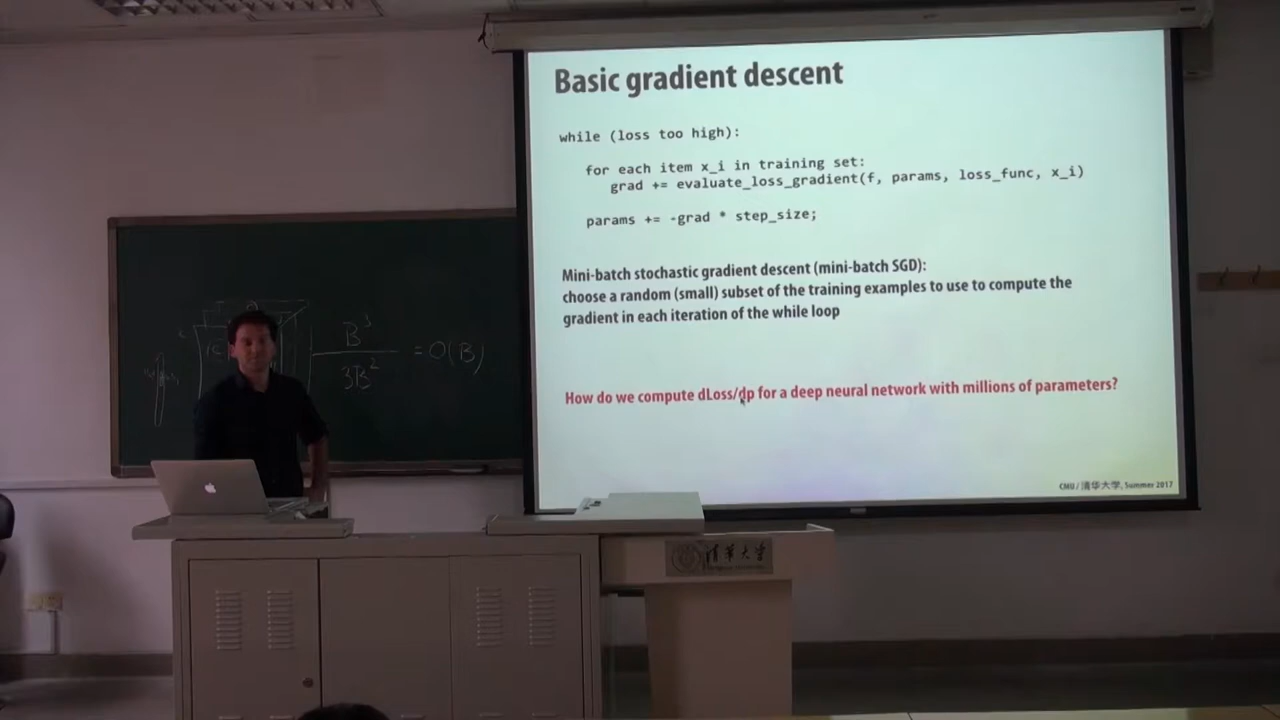 Basic gradient descent
while (loss too high):
for each item x_i in training set:
grad += evaluate_loss_gradient(f, params, loss_func, x_i)
params += -grad * step_size;
Mini-batch stochastic gradient descent (mini-batch SGD):
choose a random (small) subset of the training examples to use to compute the
gradient in each iteration of the while loop
How do we compute dLoss/dp for a deep neural network with millions of parameters?
CMU / 清华大学, Summer 2017
B³
3B² = O(B)
清华大学